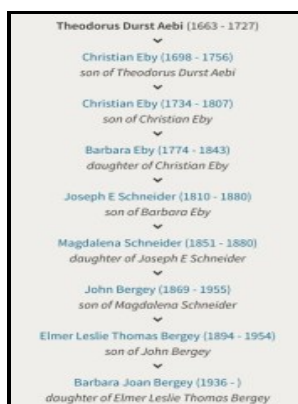 Theodorus Durst Aebi (1663 - 1727)
Christian Eby (1698 - 1756)
son of Theodorus Durst Aebi
Christian Eby (1734 - 1807)
son of Christian Eby
Barbara Eby (1774 - 1843)
daughter of Christian Eby
Joseph E Schneider (1810 - 1880)
son of Barbara Eby
Magdalena Schneider (1851 - 1880)
daughter of Joseph E Schneider
John Bergey (1869 - 1955)
son of Magdalena Schneider
Elmer Leslie Thomas Bergey (1894 - 1954)
son of John Bergey
Barbara Joan Bergey (1936 - )
daughter of Elmer Leslie Thomas Bergey